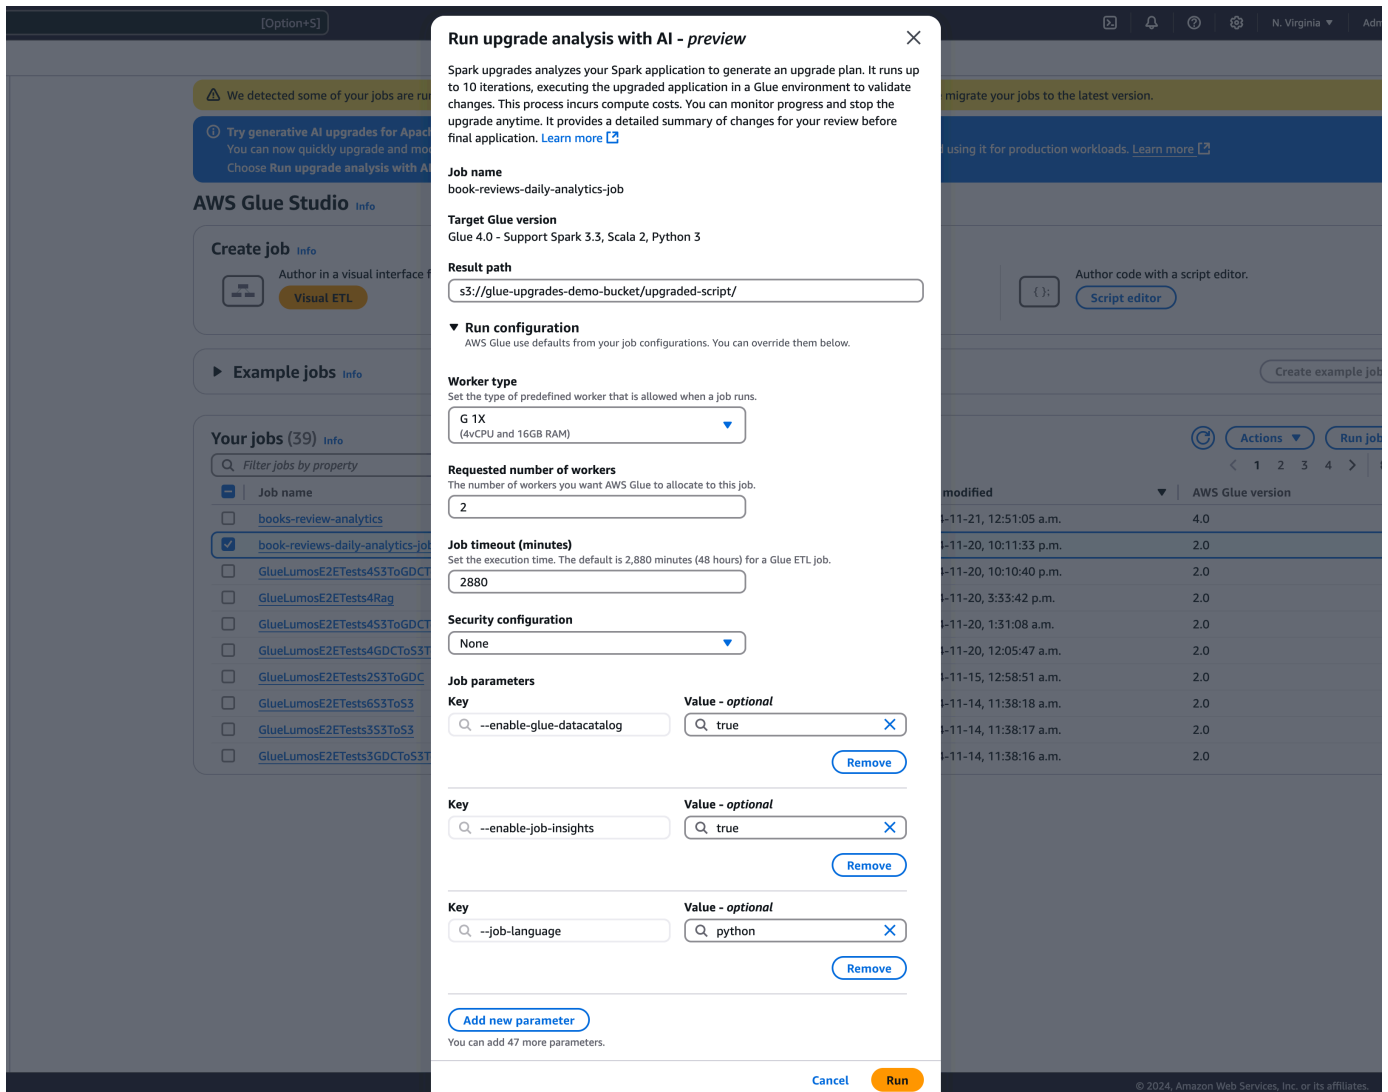 [Option+S]
N. Virginia ▼
We detected some of your jobs are
migrate your jobs to the latest version.
Try generative AI upgrades for
You can now quickly upgrade and
using it for production workloads. Learn more
Choose Run upgrade analysis with
AWS Glue Studio Info
Create job Info
Author in a visual interface
Visual ETL
Author code with a script editor.
Script editor
Example jobs Info
Create example
Your jobs (39) Info
Actions ▼
Run
Filter jobs by property
1 2 3 4
Job name
modified
AWS Glue version
books-review-analytics
-11-21, 12:51:05 a.m.
4.0
book-reviews-daily-analytics-
-11-20, 10:11:33 p.m.
2.0
GlueLumosE2ETests4S3ToGDCT
-11-20, 10:10:40 p.m.
2.0
GlueLumosE2ETests4Rag
-11-20, 3:33:42 p.m.
2.0
GlueLumosE2ETests4S3ToGDCT
-11-20, 1:31:08 a.m.
2.0
GlueLumosE2ETests4GDCToS3T
-11-20, 12:05:47 a.m.
2.0
GlueLumosE2ETests2S3ToGDC
-11-15, 12:58:51 a.m.
2.0
GlueLumosE2ETests6S3ToS3
-11-14, 11:38:18 a.m.
2.0
GlueLumosE2ETests3S3ToS3
-11-14, 11:38:17 a.m.
2.0
GlueLumosE2ETests3GDCToS3T
-11-14, 11:38:16 a.m.
2.0
Run upgrade analysis with AI - preview
Spark upgrades analyzes your Spark application to generate an upgrade plan. It runs up
to 10 iterations, executing the upgraded application in a Glue environment to validate
changes. This process incurs compute costs. You can monitor progress and stop the
upgrade anytime. It provides a detailed summary of changes for your review before
final application. Learn more
Job name
book-reviews-daily-analytics-job
Target Glue version
Glue 4.0 - Support Spark 3.3, Scala 2, Python 3
Result path
s3://glue-upgrades-demo-bucket/upgraded-script/
Run configuration
AWS Glue use defaults from your job configurations. You can override them below.
Worker type
Set the type of predefined worker that is allowed when a job runs.
G 1X
(4vCPU and 16GB RAM)
Requested number of workers
The number of workers you want AWS Glue to allocate to this job.
2
Job timeout (minutes)
Set the execution time. The default is 2,880 minutes (48 hours) for a Glue ETL job.
2880
Security configuration
None
Job parameters
Key
Value - optional
--enable-glue-datacatalog
true
Remove
Key
Value - optional
--enable-job-insights
true
Remove
Key
Value - optional
--job-language
python
Remove
Add new parameter
You can add 47 more parameters.
Cancel
Run
© 2024, Amazon Web Services, Inc. or its affiliates.